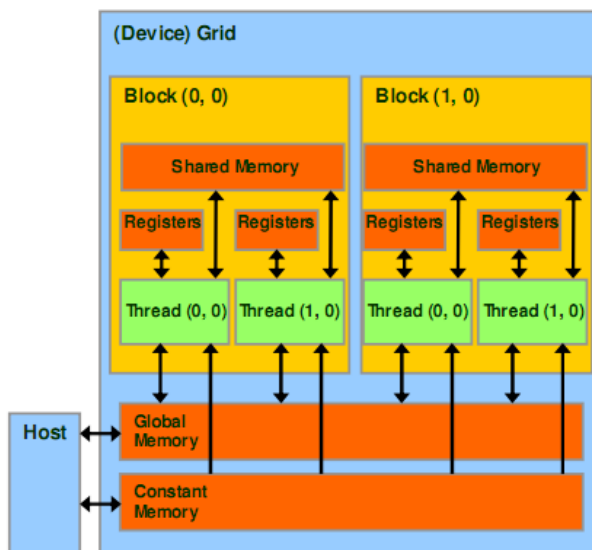 (Device) Grid
Block (0, 0)
Block (1, 0)
Shared Memory
Shared Memory
Registers
Registers
Registers
Registers
Thread (0, 0)
Thread (1, 0)
Thread (0, 0)
Thread (1, 0)
Host
Global
Memory
Constant
Memory